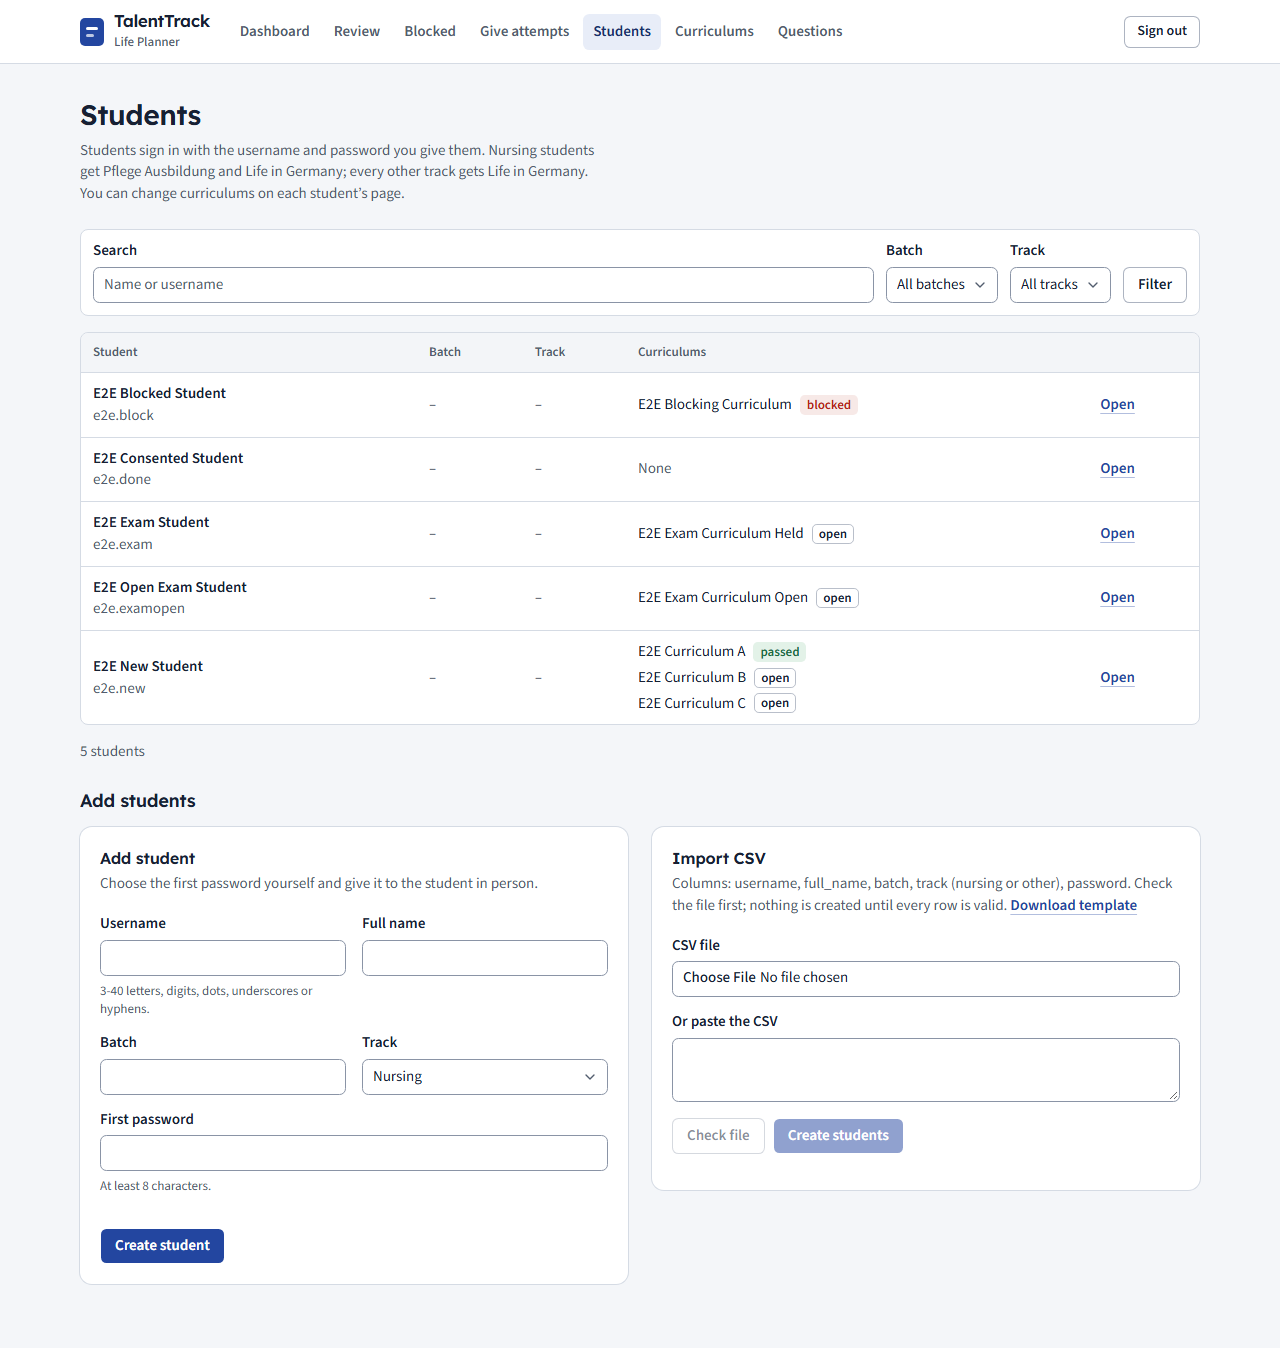 TalentTrack
Life Planner
Dashboard Review Blocked Give attempts Students Curriculums Questions Sign out
Students
Students sign in with the username and password you give them. Nursing students
get Pflege Ausbildung and Life in Germany; every other track gets Life in Germany.
You can change curriculums on each student’s page.
Search Batch Track
Name or username All batches All tracks Filter
Student Batch Track Curriculums
E2E Blocked Student
e2e.block – – E2E Blocking Curriculum blocked Open
E2E Consented Student
e2e.done – – None Open
E2E Exam Student
e2e.exam – – E2E Exam Curriculum Held open Open
E2E Open Exam Student
e2e.examopen – – E2E Exam Curriculum Open open Open
E2E Curriculum A passed
E2E New Student
e2e.new – – E2E Curriculum B open Open
E2E Curriculum C open
5 students
Add students
Add student
Choose the first password yourself and give it to the student in person.
Username Full name
3-40 letters, digits, dots, underscores or
hyphens.
Batch Track
Nursing
First password
At least 8 characters.
Create student
Import CSV
Columns: username, full_name, batch, track (nursing or other), password. Check
the file first; nothing is created until every row is valid. Download template
CSV file
Choose File No file chosen
Or paste the CSV
Check file Create students